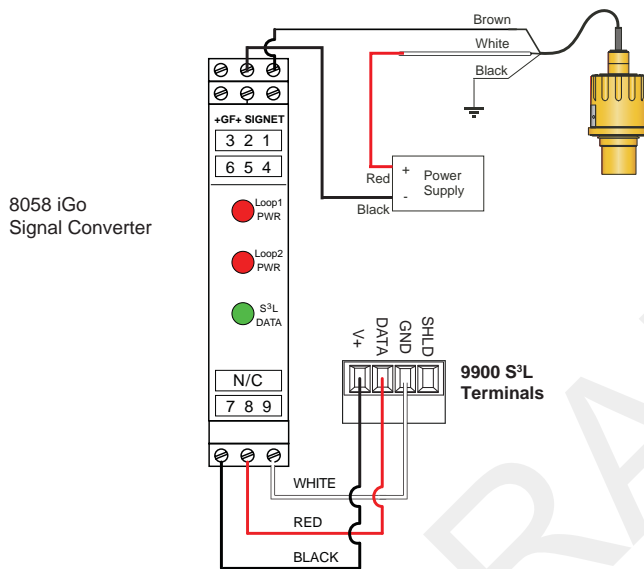 Brown
White
Black
+GF+ SIGNET
3 2 1
6 5 4
Red
+
Power
Supply
Black
-
8058 iGo
Signal Converter
Loop1
PWR
Loop2
PWR
S³L
DATA
V+
DATA
GND
SHLD
9900 S³L
Terminals
N/C
7 8 9
WHITE
RED
BLACK